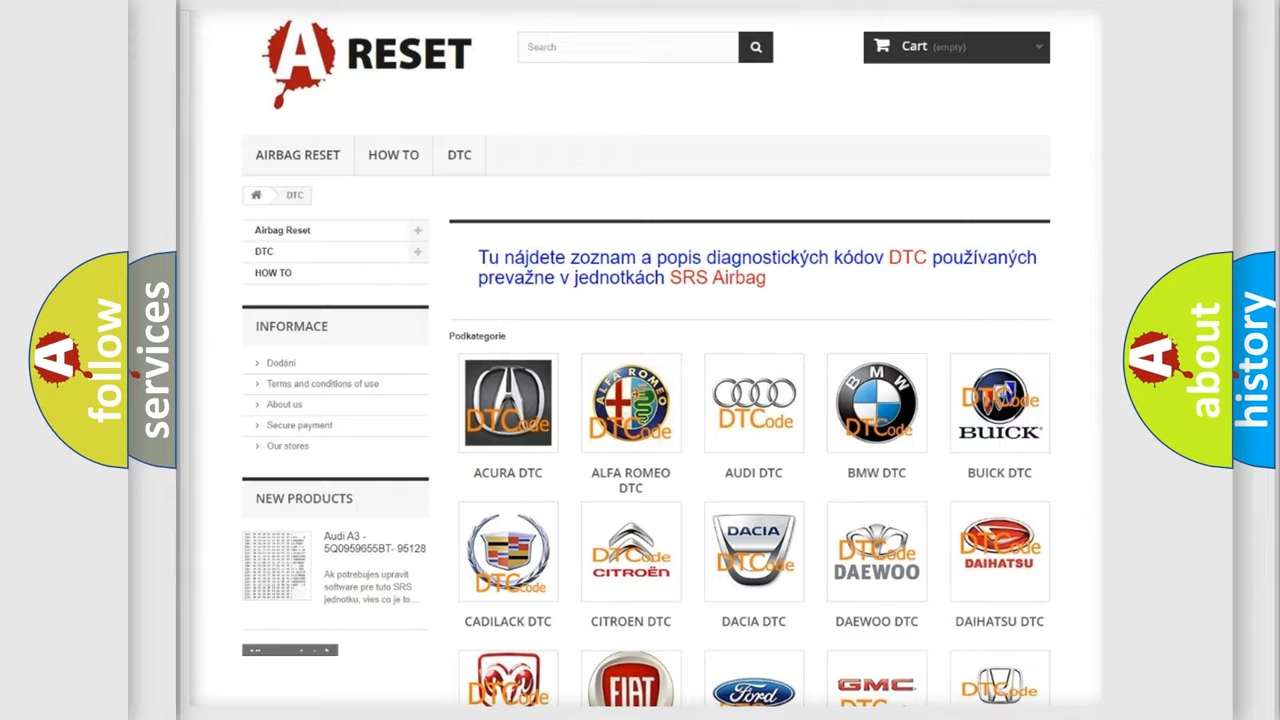 A RESET
Search
Cart (empty)
AIRBAG RESET
HOW TO
DTC
DTC
Airbag Reset
DTC
HOW TO
INFORMACE
Dodání
Terms and conditions of use
About us
Secure payment
Our stores
NEW PRODUCTS
Audi A3 -
5Q0959655BT- 95128
Ak potrebujes upravit
software pre tuto SRS
jednotku, vies co je to...
Tu nájdete zoznam a popis diagnostických kódov DTC používaných
prevažne v jednotkách SRS Airbag
Podkategorie
DTCode
ALFA ROMEO
DTCode
DTCode
BMW
DTCode
DTCode
BUICK
ACURA DTC
ALFA ROMEO
DTC
AUDI DTC
BMW DTC
BUICK DTC
DTCode
DTCode
CITROËN
DACIA
DTCode
DTCode
DAEWOO
DTCode
DAIHATSU
CADILACK DTC
CITROEN DTC
DACIA DTC
DAEWOO DTC
DAIHATSU DTC
DTCode
FIAT
Ford
GMC
DTCode
A follow
services
A about
history